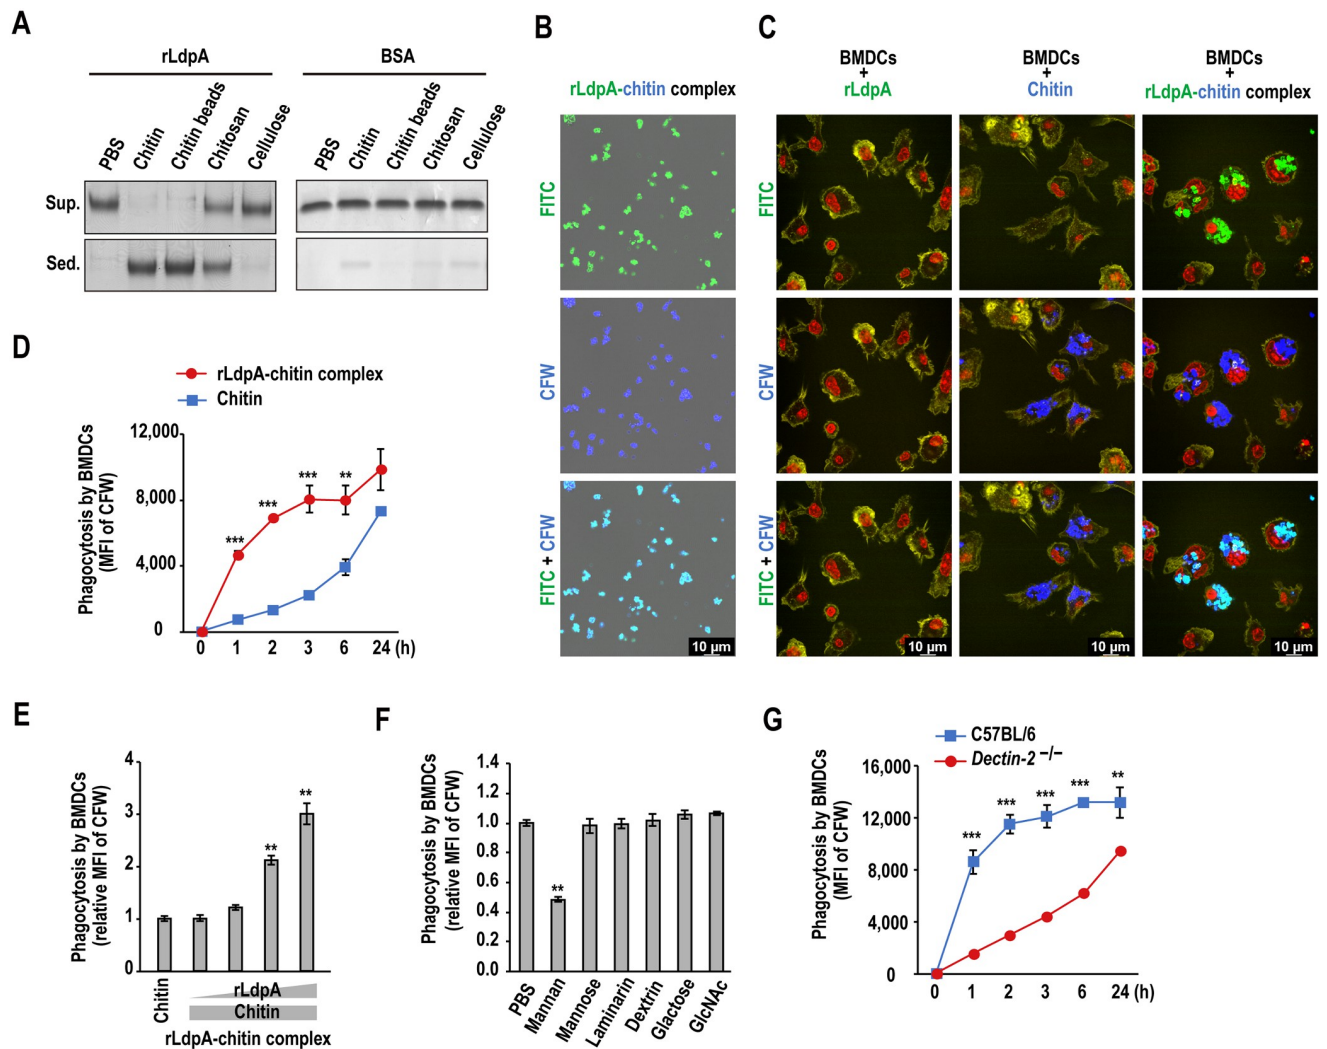 A
rLdpA
BSA
PBS
Chitin
Chitin beads
Chitosan
Cellulose
PBS
Chitin
Chitin beads
Chitosan
Cellulose
Sup.
Sed.
B
rLdpA-chitin complex
FITC
CFW
FITC + CFW
10 µm
C
BMDCs
+
rLdpA
BMDCs
+
Chitin
BMDCs
+
rLdpA-chitin complex
FITC
CFW
FITC + CFW
10 µm
10 µm
10 µm
D
rLdpA-chitin complex
Chitin
Phagocytosis by BMDCs
(MFI of CFW)
12,000
8,000
4,000
0
***
***
***
**
0 1 2 3 6 24 (h)
E
Phagocytosis by BMDCs
(relative MFI of CFW)
4
3
2
1
0
**
**
Chitin
rLdpA
Chitin
rLdpA-chitin complex
F
Phagocytosis by BMDCs
(relative MFI of CFW)
1.4
1.2
1.0
0.8
0.6
0.4
0.2
0.0
**
PBS
Mannan
Mannose
Laminarin
Dextrin
Glactose
GlcNAc
G
C57BL/6
Dectin-2 –/–
Phagocytosis by BMDCs
(MFI of CFW)
16,000
12,000
8,000
4,000
0
***
***
***
***
**
0 1 2 3 6 24 (h)